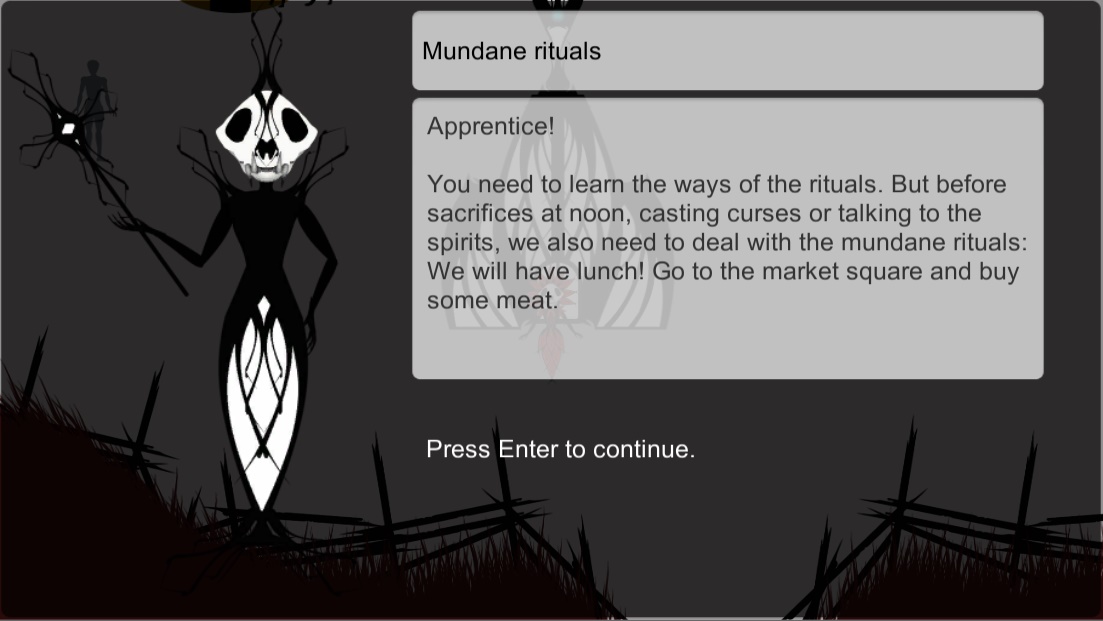 Mundane rituals
Apprentice!
You need to learn the ways of the rituals. But before
sacrifices at noon, casting curses or talking to the
spirits, we also need to deal with the mundane rituals:
We will have lunch! Go to the market square and buy
some meat.
Press Enter to continue.